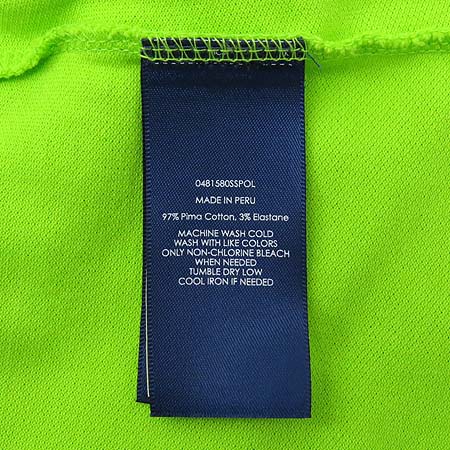 0481580SSPOL
MADE IN PERU
97% Pima Cotton, 3% Elastane
MACHINE WASH COLD
WASH WITH LIKE COLORS
ONLY NON-CHLORINE BLEACH
WHEN NEEDED
TUMBLE DRY LOW
COOL IRON IF NEEDED